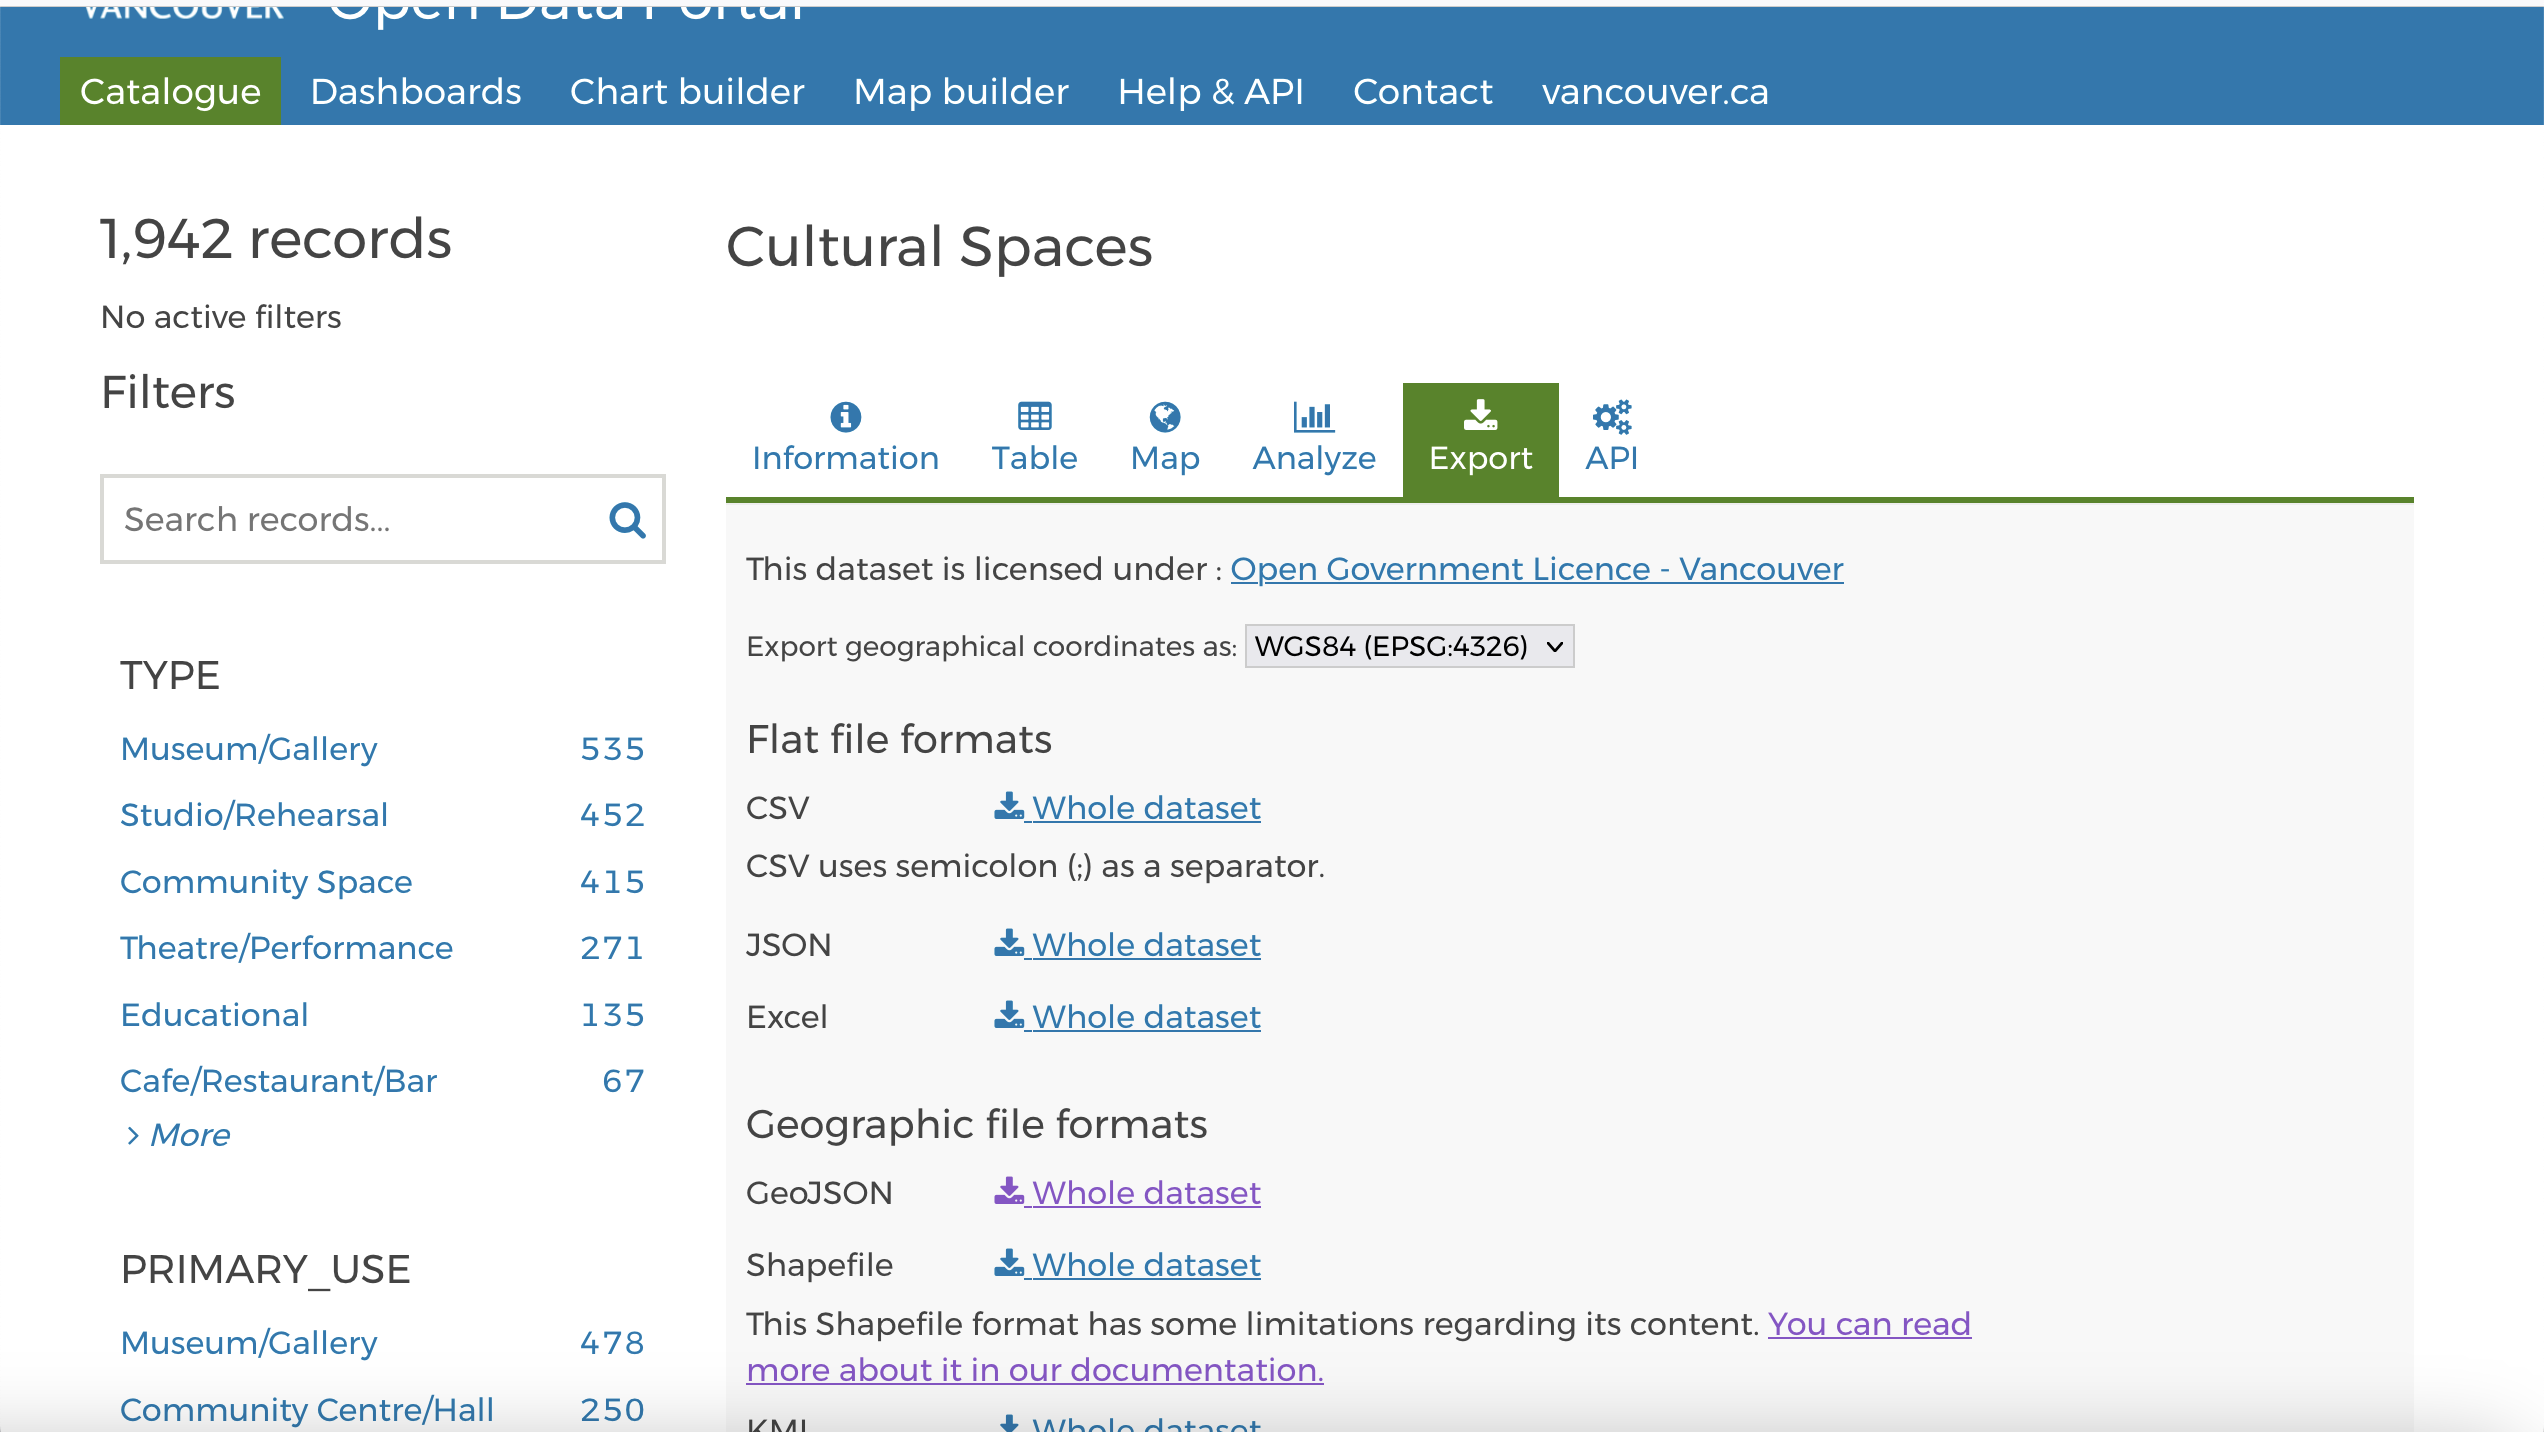 VANCOUVER Open Data Portal
Catalogue Dashboards Chart builder Map builder Help & API Contact vancouver.ca
1,942 records
No active filters
Filters
Search records...
TYPE
Museum/Gallery 535
Studio/Rehearsal 452
Community Space 415
Theatre/Performance 271
Educational 135
Cafe/Restaurant/Bar 67
> More
PRIMARY_USE
Museum/Gallery 478
Community Centre/Hall 250
Cultural Spaces
Information Table Map Analyze Export API
This dataset is licensed under : Open Government Licence - Vancouver
Export geographical coordinates as: WGS84 (EPSG:4326)
Flat file formats
CSV Whole dataset
CSV uses semicolon (;) as a separator.
JSON Whole dataset
Excel Whole dataset
Geographic file formats
GeoJSON Whole dataset
Shapefile Whole dataset
This Shapefile format has some limitations regarding its content. You can read
more about it in our documentation.
KML Whole dataset